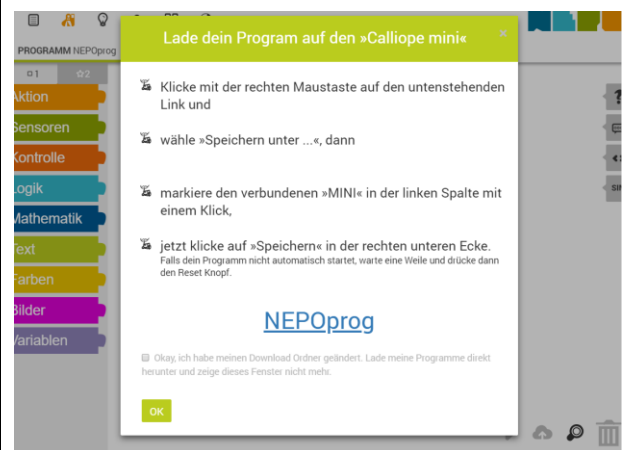 PROGRAMM NEPOprog
1
2
Aktion
Sensoren
Kontrolle
Logik
Mathematik
Text
Farben
Bilder
Variablen
Lade dein Program auf den »Calliope mini«
×
Klicke mit der rechten Maustaste auf den untenstehenden
Link und
wähle »Speichern unter ...«, dann
markiere den verbundenen »MINI« in der linken Spalte mit
einem Klick,
jetzt klicke auf »Speichern« in der rechten unteren Ecke.
Falls dein Programm nicht automatisch startet, warte eine Weile und drücke dann
den Reset Knopf.
NEPOprog
Okay, ich habe meinen Download Ordner geändert. Lade meine Programme direkt
herunter und zeige dieses Fenster nicht mehr.
OK
?